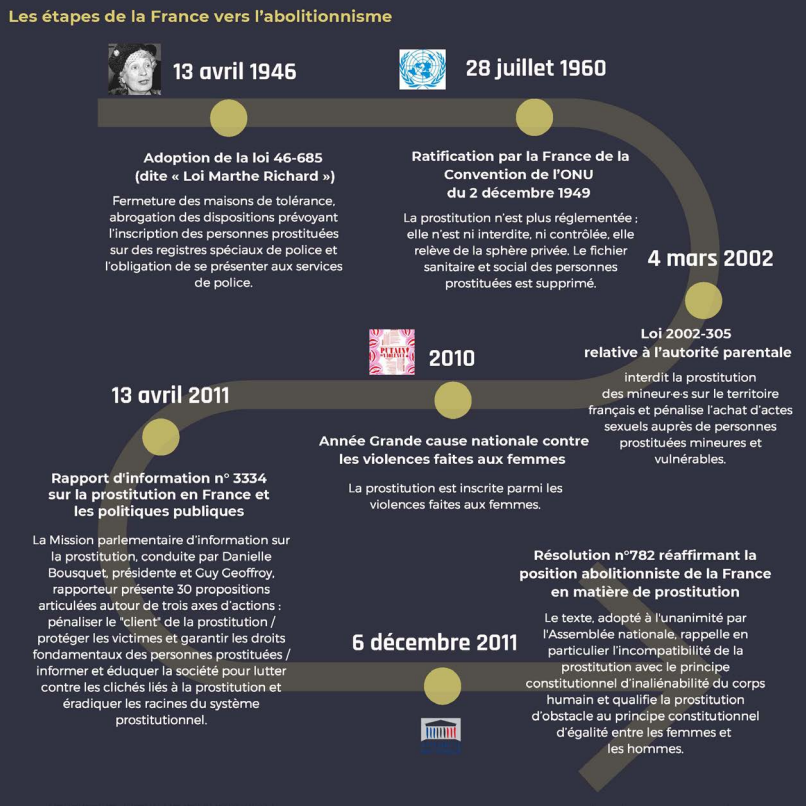 Les étapes de la France vers l'abolitionnisme
13 avril 1946
28 juillet 1960
Adoption de la loi 46-685
(dite « Loi Marthe Richard »)
Fermeture des maisons de tolérance,
abrogation des dispositions prévoyant
l'inscription des personnes prostituées
sur des registres spéciaux de police et
l'obligation de se présenter aux services
de police.
Ratification par la France de la
Convention de l'ONU
du 2 décembre 1949
La prostitution n'est plus réglementée ;
elle n'est ni interdite, ni contrôlée, elle
relève de la sphère privée. Le fichier
sanitaire et social des personnes
prostituées est supprimé.
4 mars 2002
Loi 2002-305
relative à l'autorité parentale
interdit la prostitution
des mineur·e·s sur le territoire
français et pénalise l'achat d'actes
sexuels auprès de personnes
prostituées mineures et
vulnérables.
2010
Année Grande cause nationale contre
les violences faites aux femmes
La prostitution est inscrite parmi les
violences faites aux femmes.
13 avril 2011
Rapport d'information n° 3334
sur la prostitution en France et
les politiques publiques
La Mission parlementaire d'information sur
la prostitution, conduite par Danielle
Bousquet, présidente et Guy Geoffroy,
rapporteur présente 30 propositions
articulées autour de trois axes d'actions :
pénaliser le "client" de la prostitution /
protéger les victimes et garantir les droits
fondamentaux des personnes prostituées /
informer et éduquer la société pour lutter
contre les clichés liés à la prostitution et
éradiquer les racines du système
prostitutionnel.
6 décembre 2011
Résolution n°782 réaffirmant la
position abolitionniste de la France
en matière de prostitution
Le texte, adopté à l'unanimité par
l'Assemblée nationale, rappelle en
particulier l'incompatibilité de la
prostitution avec le principe
constitutionnel d'inaliénabilité du corps
humain et qualifie la prostitution
d'obstacle au principe constitutionnel
d'égalité entre les femmes et
les hommes.